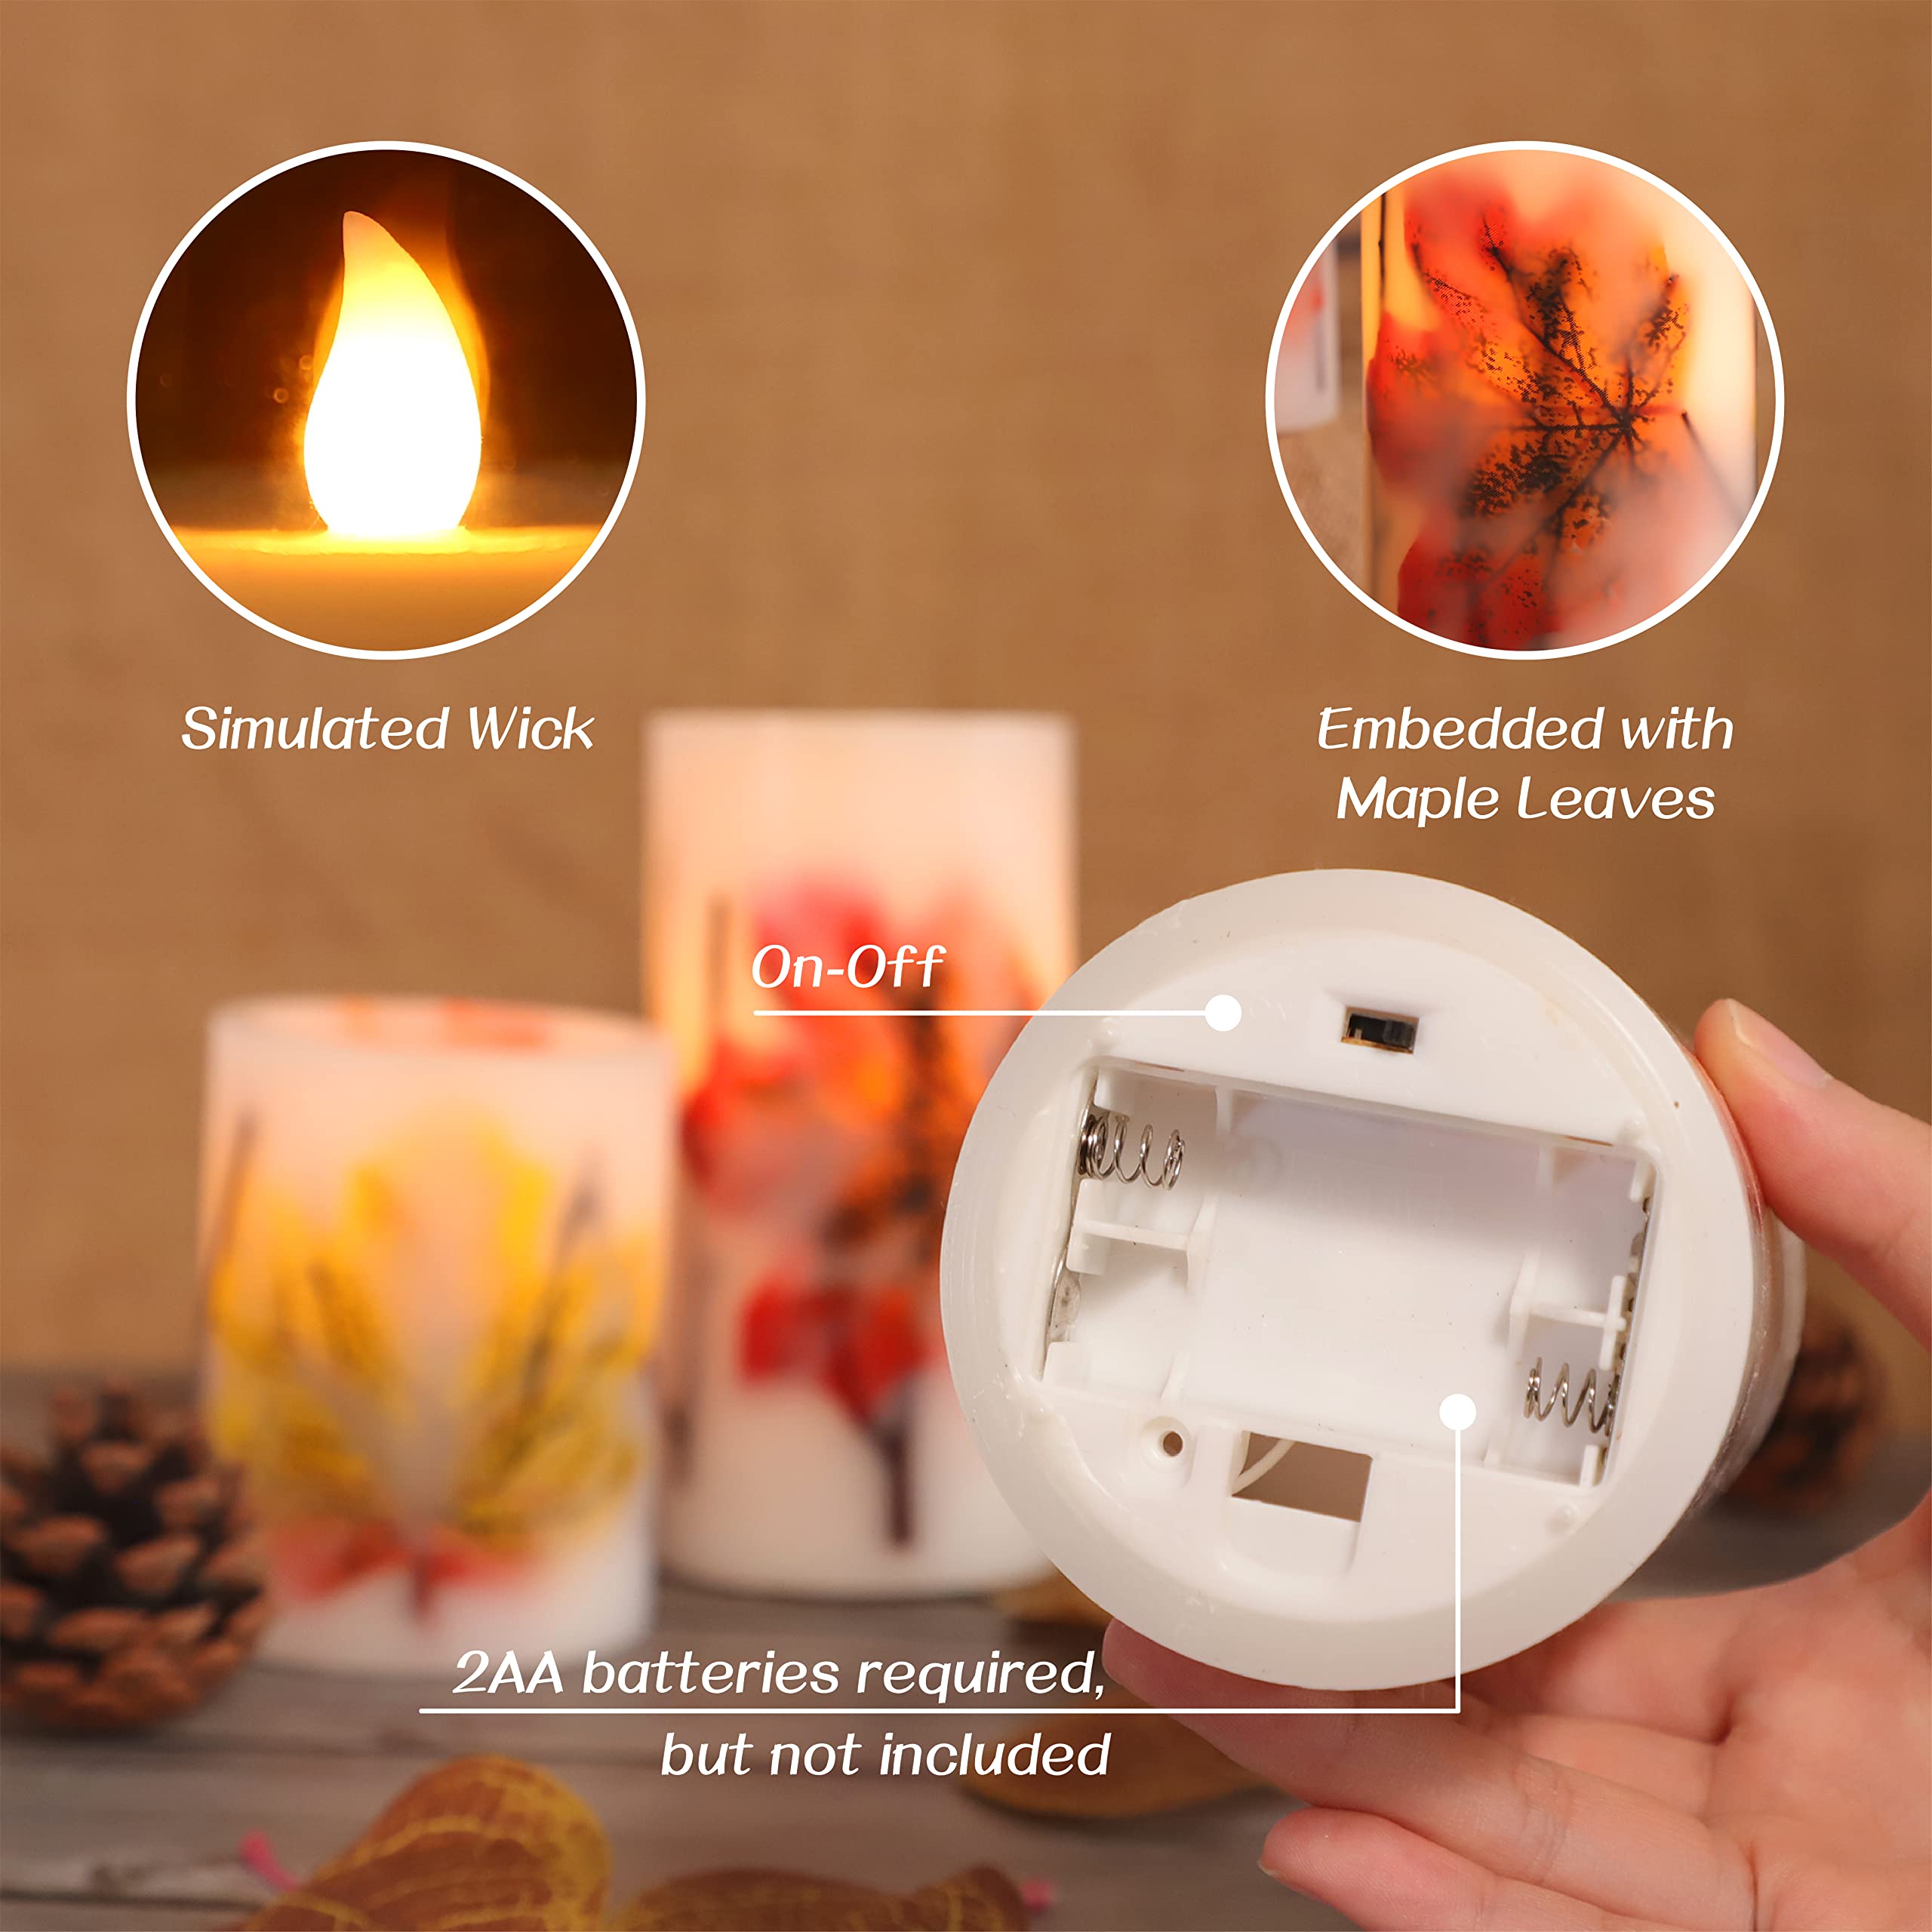 Simulated Wick
Embedded with
Maple Leaves
On-Off
2AA batteries required,
but not included